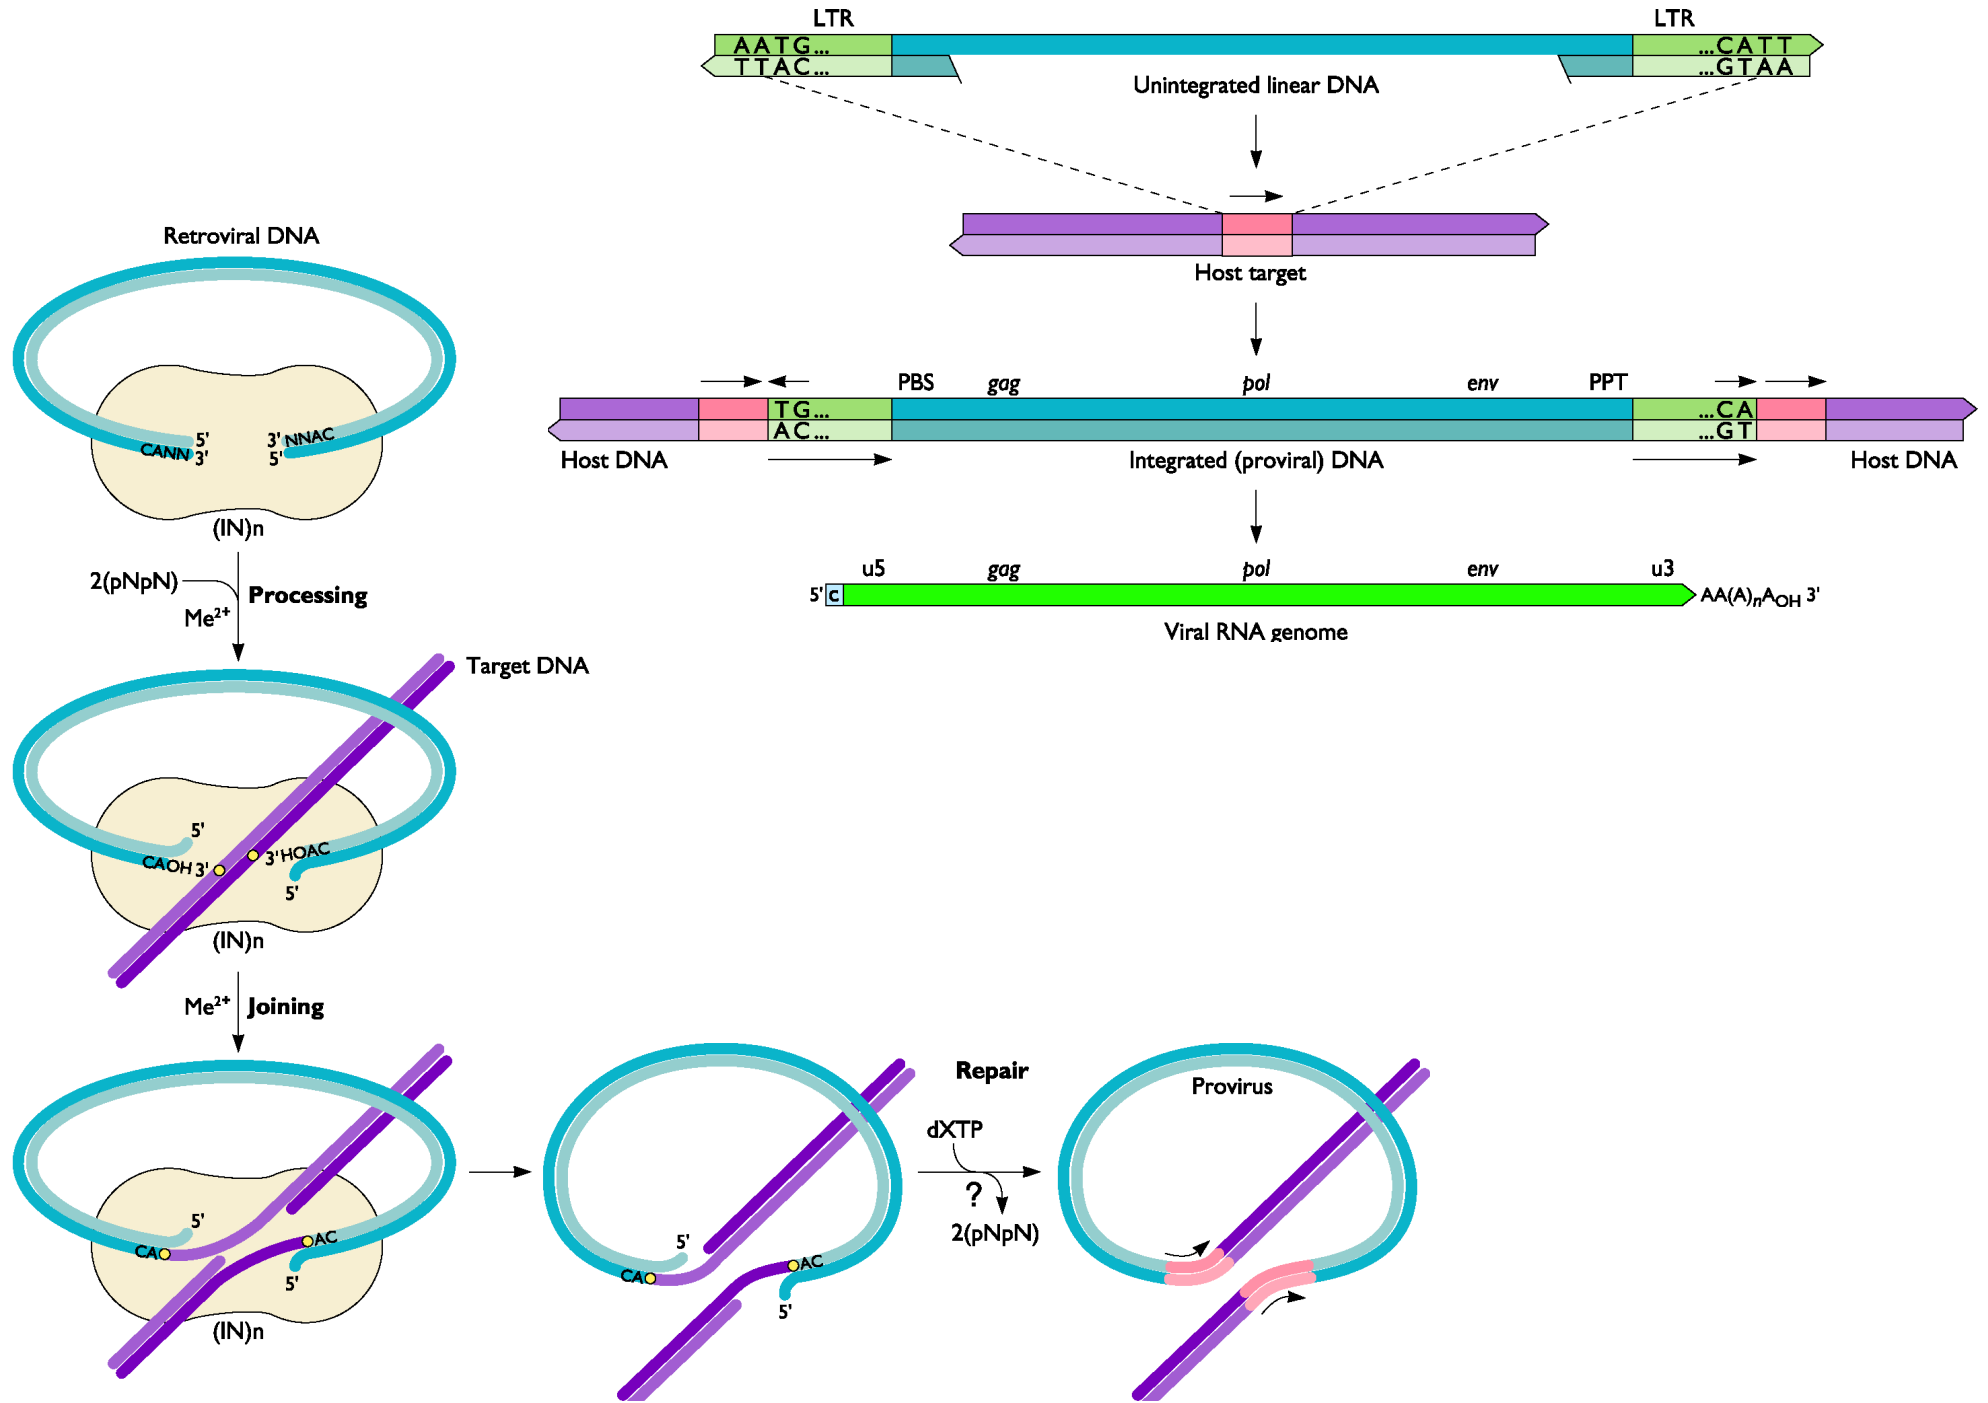 LTR
LTR
AATG...
...CATT
TTAC...
...GTAA
Unintegrated linear DNA
Host target
PBS
gag
pol
env
PPT
TG...
...CA
AC...
...GT
Host DNA
Integrated (proviral) DNA
Host DNA
u5
gag
pol
env
u3
5' c
AA(A)nAOH 3'
Viral RNA genome
Retroviral DNA
5'
3' NNAC
CANN 3'
5'
(IN)n
2(pNpN)
Processing
Me2+
Target DNA
5'
CAOH 3'
3' HOAC
5'
(IN)n
Me2+
Joining
5'
CA
AC
5'
(IN)n
5'
CA
AC
5'
Repair
dXTP
?
2(pNpN)
Provirus